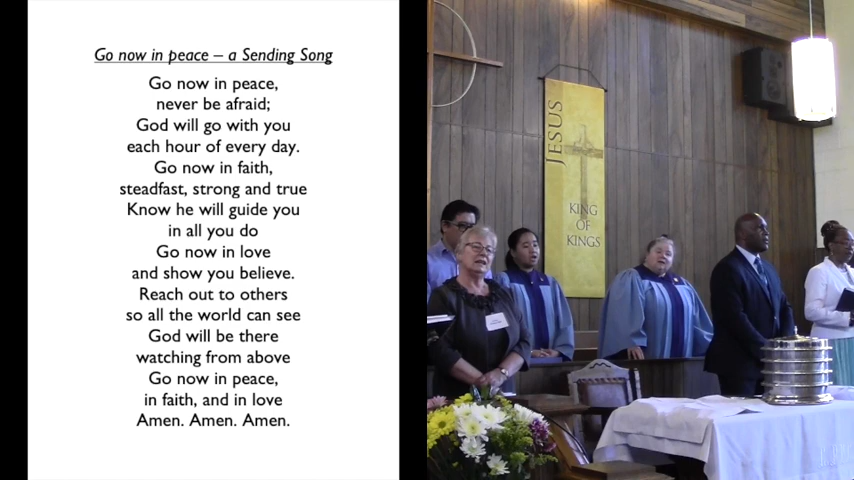 Go now in peace – a Sending Song
Go now in peace,
never be afraid;
God will go with you
each hour of every day.
Go now in faith,
steadfast, strong and true
Know he will guide you
in all you do
Go now in love
and show you believe.
Reach out to others
so all the world can see
God will be there
watching from above
Go now in peace,
in faith, and in love
Amen. Amen. Amen.
JESUS
KING
OF
KINGS